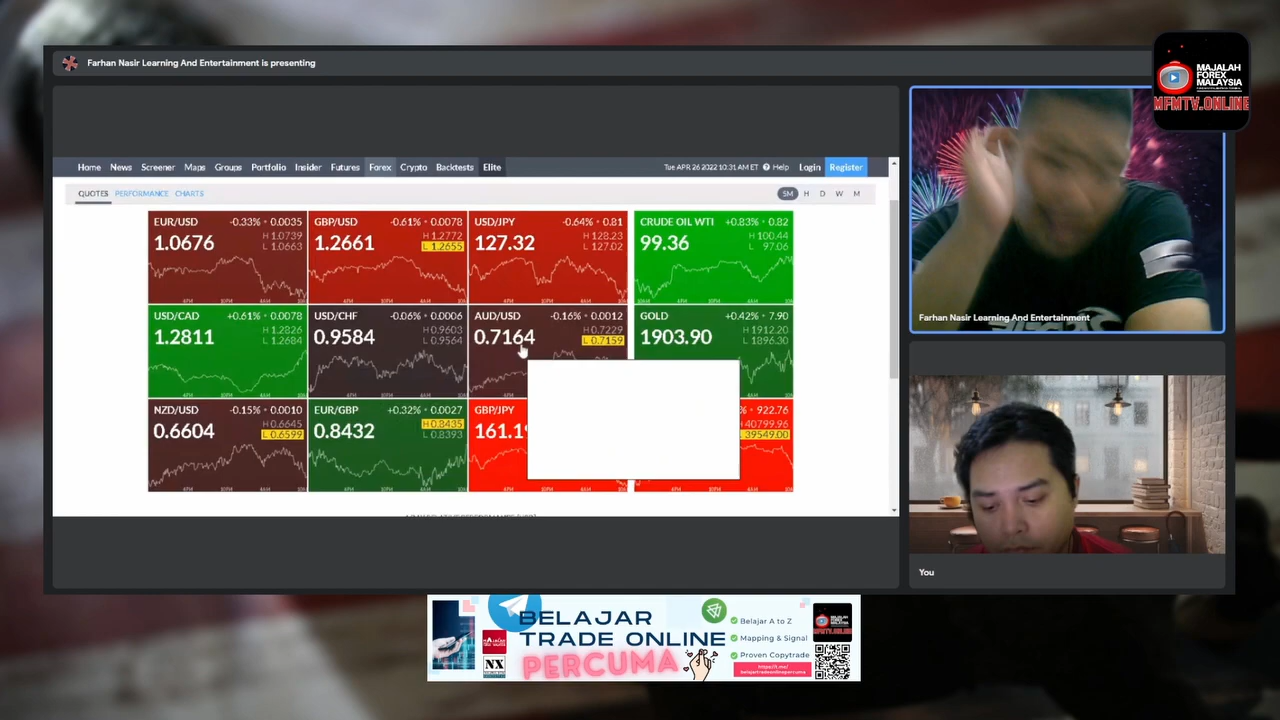 Farhan Nasir Learning And Entertainment is presenting
MAJALAH
FOREX
MALAYSIA
MFMTV.ONLINE
Home News Screener Maps Groups Portfolio Insider Futures Forex Crypto Backtests Elite
Tue APR 26 2022 10:31 AM ET Help Login Register
QUOTES PERFORMANCE CHARTS
5M H D W M
EUR/USD -0.33% • 0.0035
1.0676
H 1.0739
L 1.0663
GBP/USD -0.61% • 0.0078
1.2661
H 1.2772
L 1.2655
USD/JPY -0.64% • 0.81
127.32
H 128.23
L 127.02
CRUDE OIL WTI +0.83% • 0.82
99.36
H 100.44
L 97.06
USD/CAD +0.61% • 0.0078
1.2811
H 1.2826
L 1.2684
USD/CHF -0.06% • 0.0006
0.9584
H 0.9603
L 0.9564
AUD/USD -0.16% • 0.0012
0.7164
H 0.7229
L 0.7159
GOLD +0.42% • 7.90
1903.90
H 1912.20
L 1896.30
NZD/USD -0.15% • 0.0010
0.6604
H 0.6645
L 0.6599
EUR/GBP +0.32% • 0.0027
0.8432
H 0.8435
L 0.8393
GBP/JPY
161.19
% • 922.76
H 40799.96
L 39549.00
Farhan Nasir Learning And Entertainment
You
BELAJAR
TRADE ONLINE
PERCUMA
Belajar A to Z
Mapping & Signal
Proven Copytrade
https://t.me/
belajartradeonlinepercuma
NX